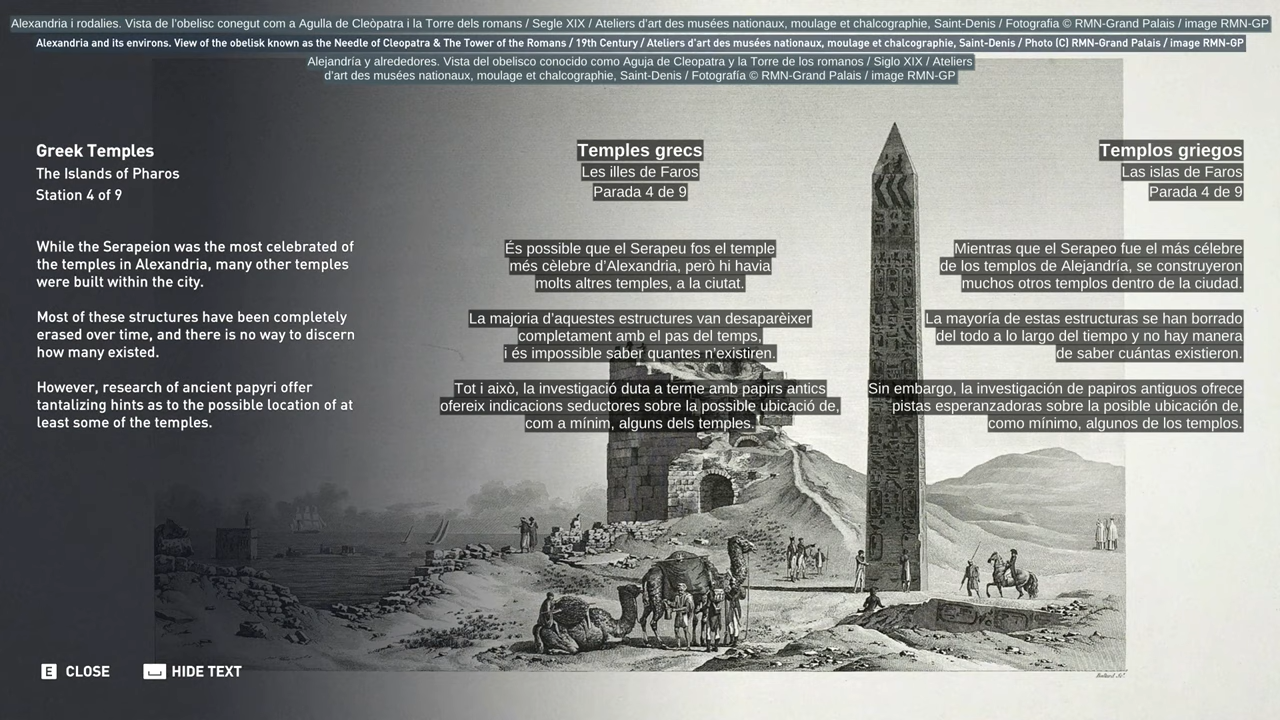 Alexandria i rodalies. Vista de l'obelisc conegut com a Agulla de Cleòpatra i la Torre dels romans / Segle XIX / Ateliers d'art des musées nationaux, moulage et chalcographie, Saint-Denis / Fotografia © RMN-Grand Palais / image RMN-GP
Alexandria and its environs. View of the obelisk known as the Needle of Cleopatra & The Tower of the Romans / 19th Century / Ateliers d'art des musées nationaux, moulage et chalcographie, Saint-Denis / Photo (C) RMN-Grand Palais / image RMN-GP
Alejandría y alrededores. Vista del obelisco conocido como Aguja de Cleopatra y la Torre de los romanos / Siglo XIX / Ateliers
d'art des musées nationaux, moulage et chalcographie, Saint-Denis / Fotografía © RMN-Grand Palais / image RMN-GP
Greek Temples
The Islands of Pharos
Station 4 of 9
While the Serapeion was the most celebrated of
the temples in Alexandria, many other temples
were built within the city.
Most of these structures have been completely
erased over time, and there is no way to discern
how many existed.
However, research of ancient papyri offer
tantalizing hints as to the possible location of at
least some of the temples.
Temples grecs
Les illes de Faros
Parada 4 de 9
És possible que el Serapeu fos el temple
més cèlebre d'Alexandria, però hi havia
molts altres temples, a la ciutat.
La majoria d'aquestes estructures van desaparèixer
completament amb el pas del temps,
i és impossible saber quantes n'existiren.
Tot i això, la investigació duta a terme amb papirs antics
ofereix indicacions seductores sobre la possible ubicació de,
com a mínim, alguns dels temples.
Templos griegos
Las islas de Faros
Parada 4 de 9
Mientras que el Serapeo fue el más célebre
de los templos de Alejandría, se construyeron
muchos otros templos dentro de la ciudad.
La mayoría de estas estructuras se han borrado
del todo a lo largo del tiempo y no hay manera
de saber cuántas existieron.
Sin embargo, la investigación de papiros antiguos ofrece
pistas esperanzadoras sobre la posible ubicación de,
como mínimo, algunos de los templos.
E CLOSE
HIDE TEXT